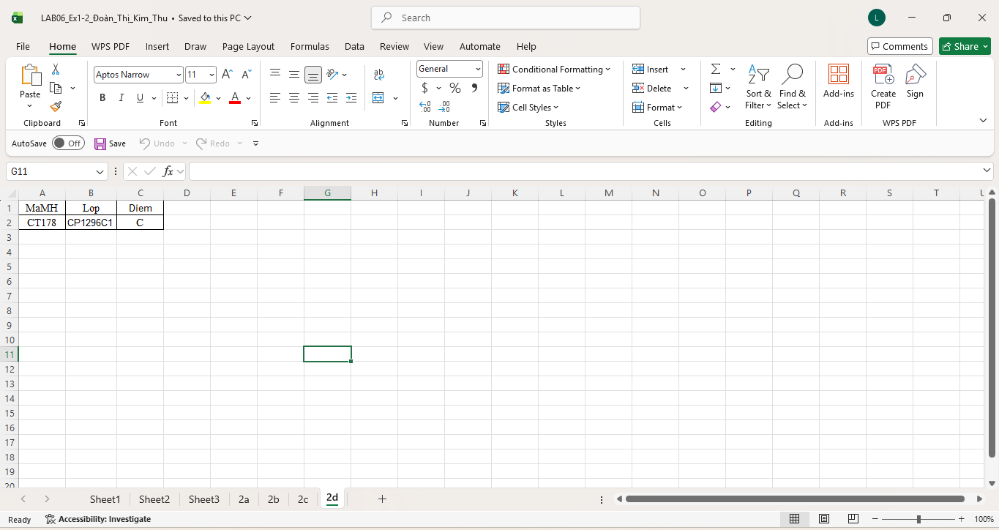 LAB06_Ex1-2_Đoàn_Thị_Kim_Thu • Saved to this PC
Search
L
File Home WPS PDF Insert Draw Page Layout Formulas Data Review View Automate Help
Comments Share
Paste
Clipboard
Aptos Narrow 11
B I U
Font
ab
Alignment
General
$ % 9
Number
Conditional Formatting
Format as Table
Cell Styles
Styles
Insert
Delete
Format
Cells
Sort & Filter
Find & Select
Editing
Add-ins
Add-ins
Create PDF
Sign
WPS PDF
AutoSave Off Save Undo Redo
G11 fx
A B C D E F G H I J K L M N O P Q R S T U
1 MaMH Lop Diem
2 CT178 CP1296C1 C
3
4
5
6
7
8
9
10
11
12
13
14
15
16
17
18
19
20
Sheet1 Sheet2 Sheet3 2a 2b 2c 2d
Ready Accessibility: Investigate 100%